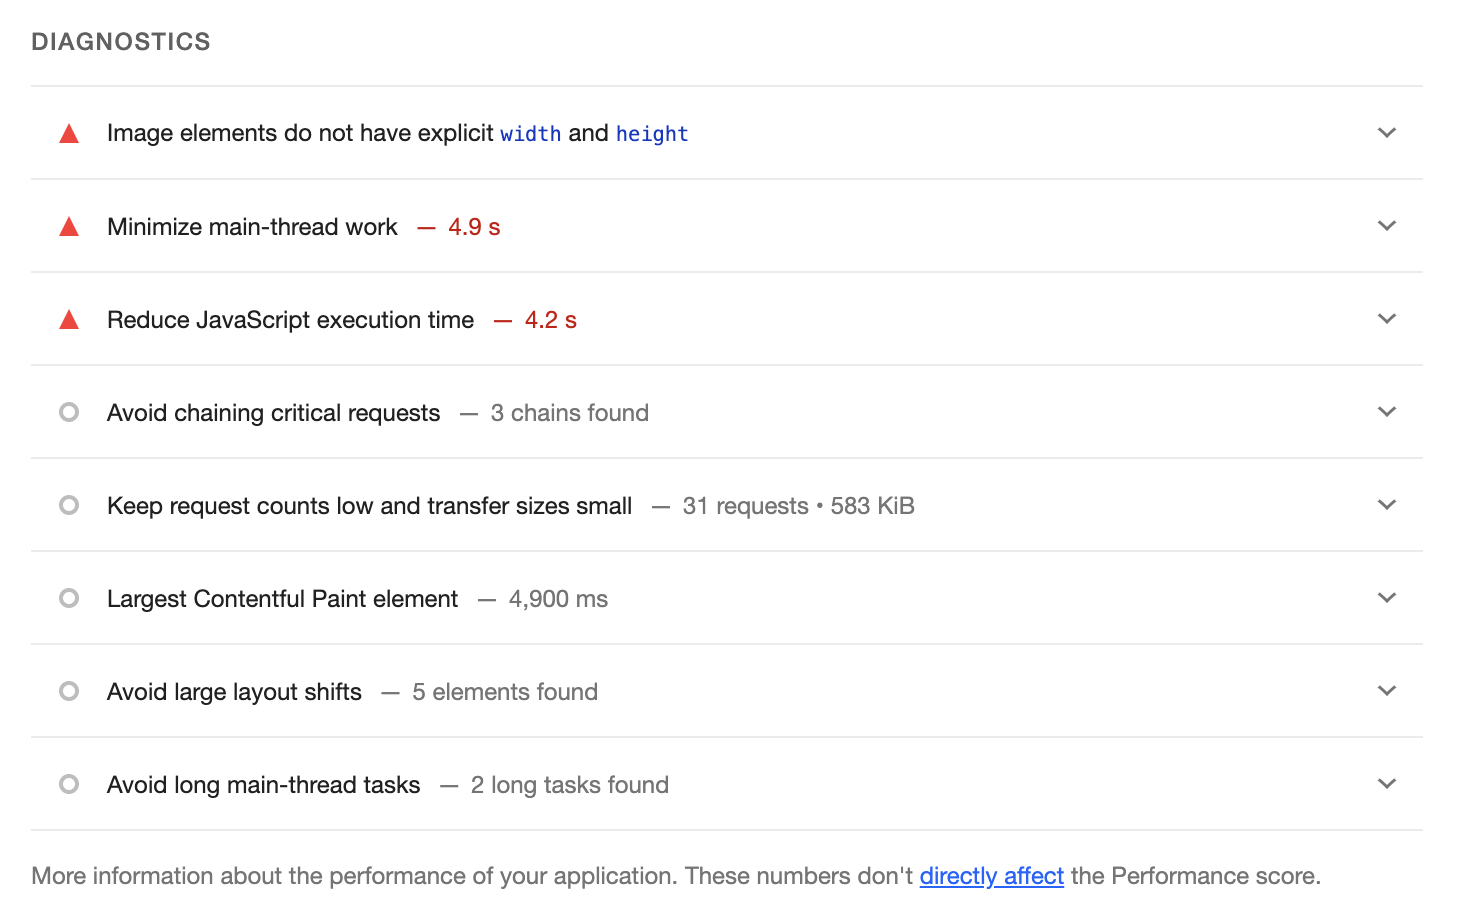 DIAGNOSTICS
Image elements do not have explicit width and height
Minimize main-thread work — 4.9 s
Reduce JavaScript execution time — 4.2 s
Avoid chaining critical requests — 3 chains found
Keep request counts low and transfer sizes small — 31 requests • 583 KiB
Largest Contentful Paint element — 4,900 ms
Avoid large layout shifts — 5 elements found
Avoid long main-thread tasks — 2 long tasks found
More information about the performance of your application. These numbers don't directly affect the Performance score.